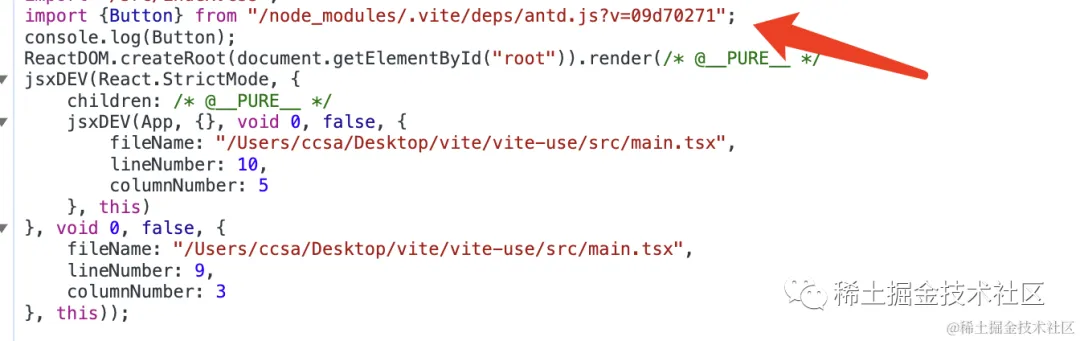 import {Button} from "/node_modules/.vite/deps/antd.js?v=09d70271";
console.log(Button);
ReactDOM.createRoot(document.getElementById("root")).render(/* @__PURE__ */
jsxDEV(React.StrictMode, {
    children: /* @__PURE__ */
    jsxDEV(App, {}, void 0, false, {
        fileName: "/Users/ccsa/Desktop/vite/vite-use/src/main.tsx",
        lineNumber: 10,
        columnNumber: 5
    }, this)
}, void 0, false, {
    fileName: "/Users/ccsa/Desktop/vite/vite-use/src/main.tsx",
    lineNumber: 9,
    columnNumber: 3
}, this));
稀土掘金技术社区
@稀土掘金技术社区